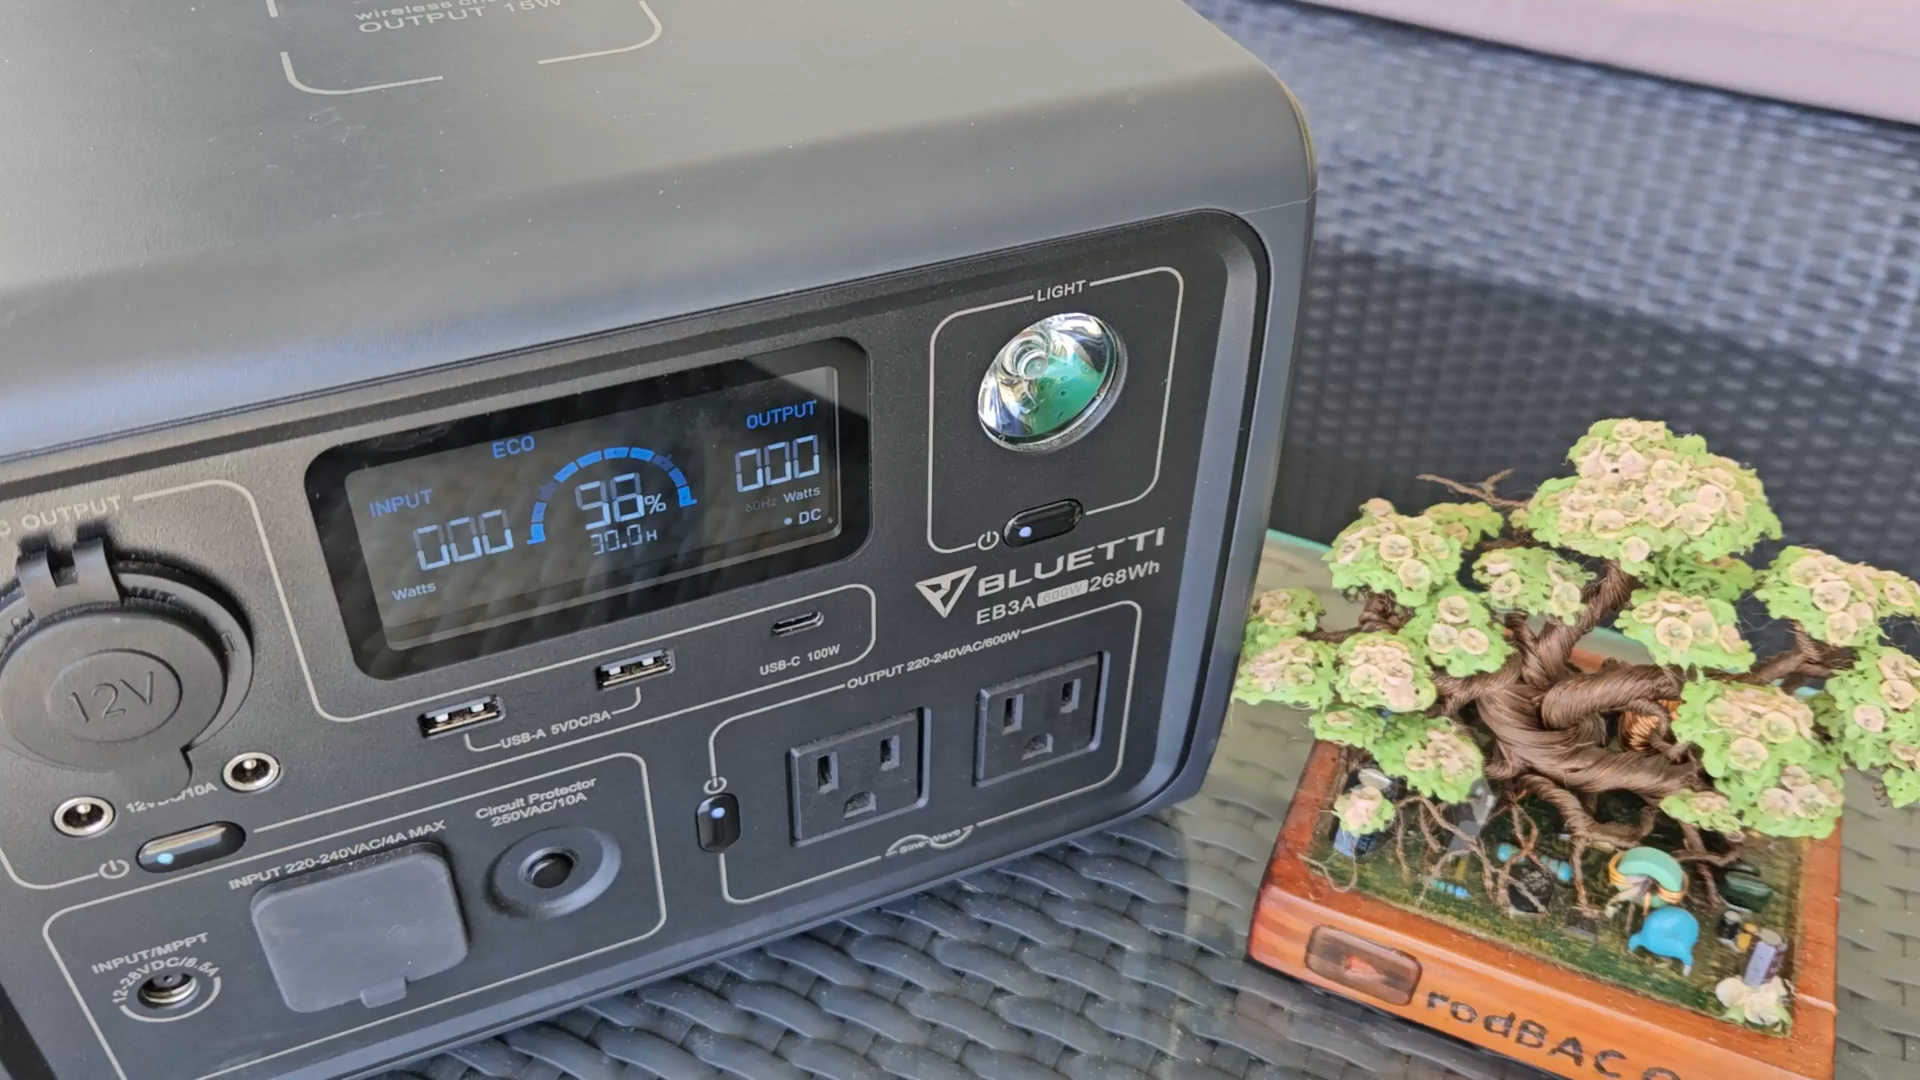 wireless
OUTPUT 15W
LIGHT
OUTPUT
ECO
OUTPUT
INPUT
000
98%
000
60Hz Watts
30.0H
DC
Watts
BLUETTI
EB3A 600W 268Wh
12V
USB-A 5VDC/3A
USB-C 100W
OUTPUT 220-240VAC/600W
12VDC/10A
INPUT 220-240VAC/4A MAX
Circuit Protector
250VAC/10A
Sine Wave
INPUT/MPPT
12-28VDC/8.5A
rodBAC